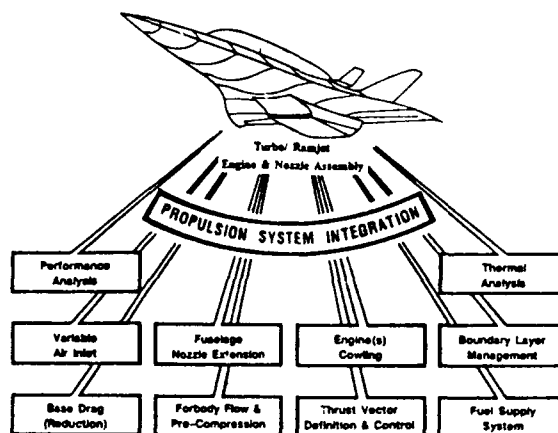 Turbo/ Ramjet
Engine & Nozzle Assembly
PROPULSION SYSTEM INTEGRATION
Performance
Analysis
Thermal
Analysis
Variable
Air Inlet
Fuselage
Nozzle Extension
Engine(s)
Cowling
Boundary Layer
Management
Base Drag
(Reduction)
Forbody Flow &
Pre-Compression
Thrust Vector
Definition & Control
Fuel Supply
System